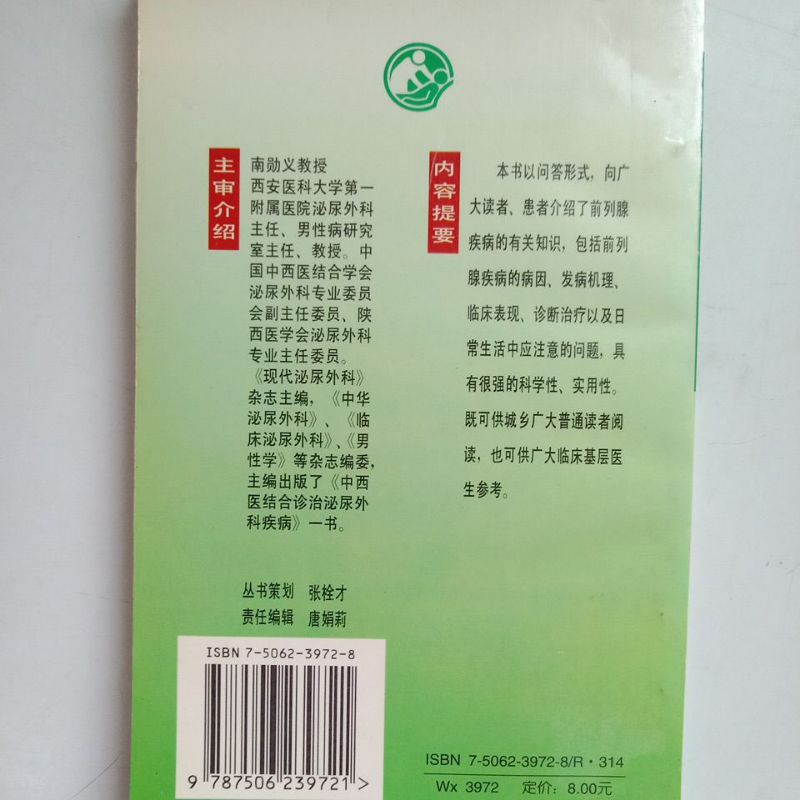 主审介绍
南勋义教授
西安医科大学第一
附属医院泌尿外科
主任、男性病研究
室主任、教授。中
国中西医结合学会
泌尿外科专业委员
会副主任委员、陕
西医学会泌尿外科
专业主任委员。
《现代泌尿外科》
杂志主编，《中华
泌尿外科》、《临
床泌尿外科》、《男
性学》等杂志编委，
主编出版了《中西
医结合诊治泌尿外
科疾病》一书。
内容提要
本书以问答形式，向广
大读者、患者介绍了前列腺
疾病的有关知识，包括前列
腺疾病的病因、发病机理、
临床表现、诊断治疗以及日
常生活中应注意的问题，具
有很强的科学性、实用性。
既可供城乡广大普通读者阅
读，也可供广大临床基层医
生参考。
丛书策划 张栓才
责任编辑 唐娟莉
ISBN 7-5062-3972-8
9 787506 239721>
ISBN 7-5062-3972-8/R·314
Wx 3972 定价：8.00元